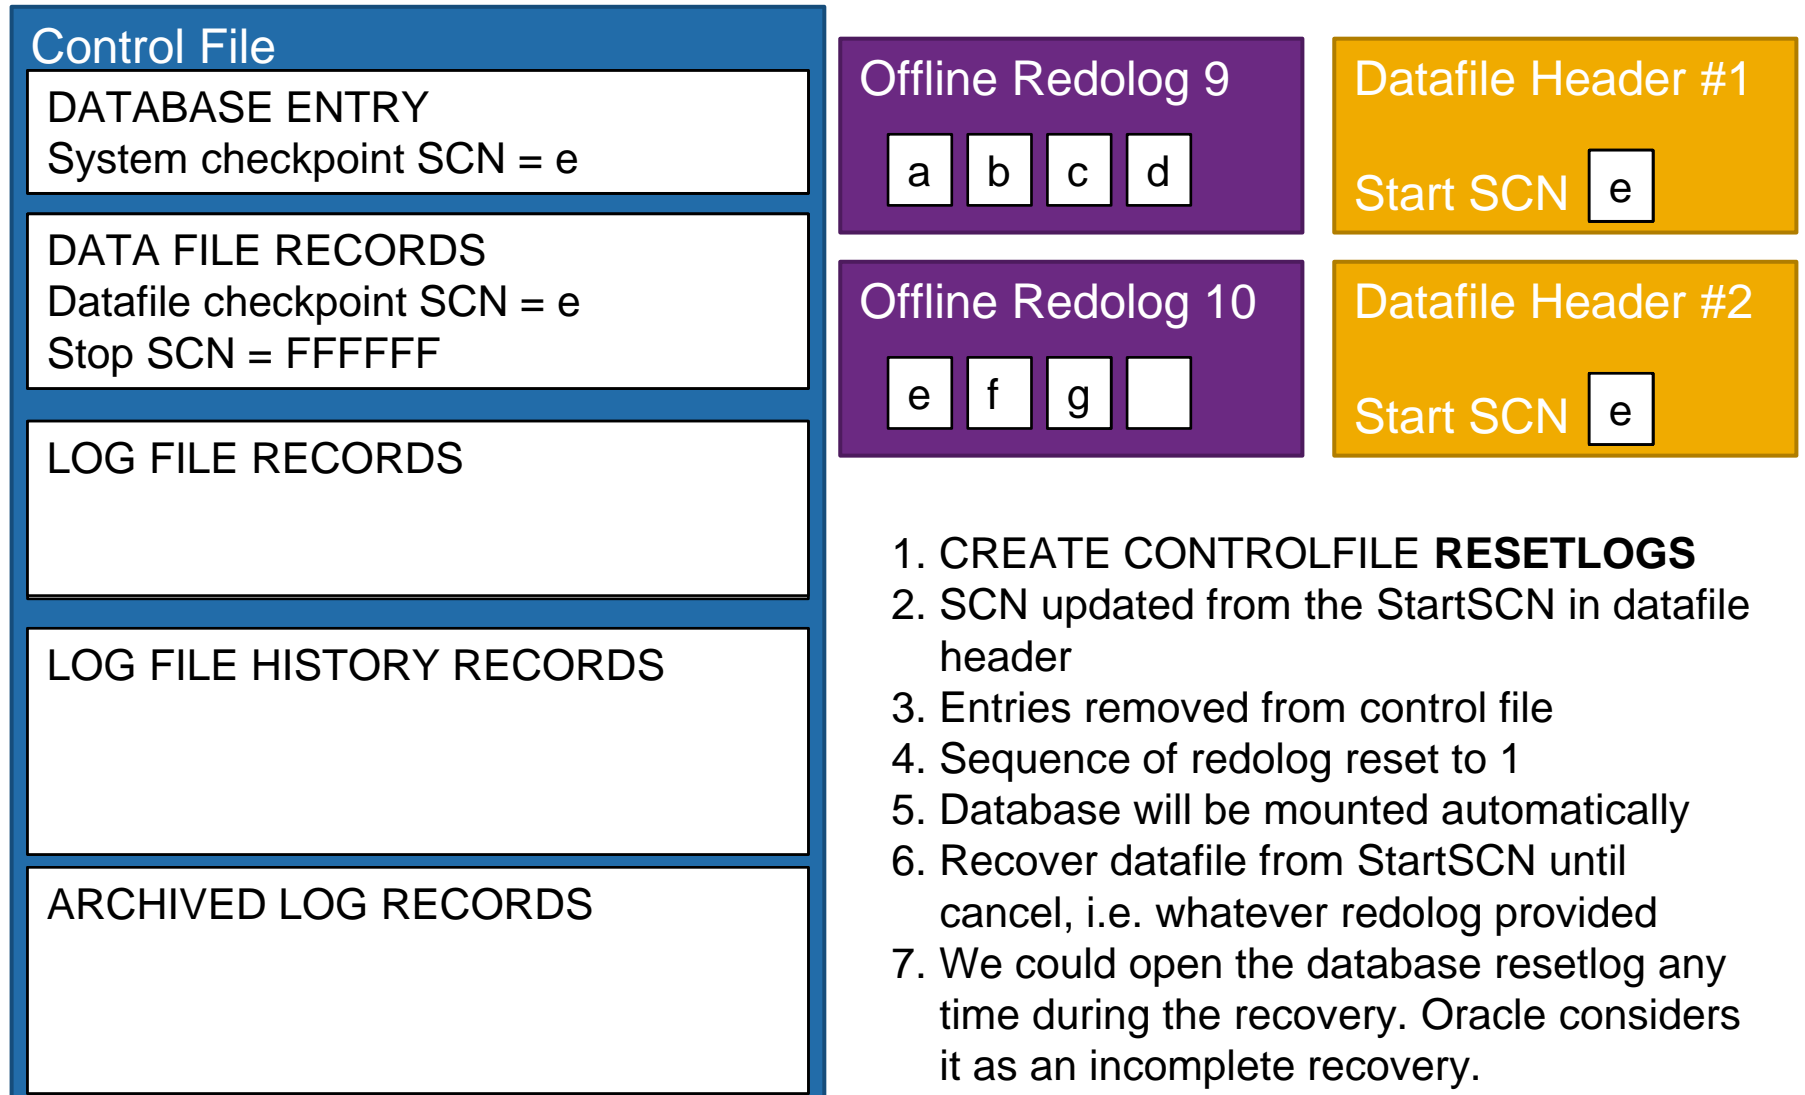 Control File
DATABASE ENTRY
System checkpoint SCN = e
DATA FILE RECORDS
Datafile checkpoint SCN = e
Stop SCN = FFFFFF
LOG FILE RECORDS
LOG FILE HISTORY RECORDS
ARCHIVED LOG RECORDS
Offline Redolog 9
a b c d
Datafile Header #1
Start SCN e
Offline Redolog 10
e f g
Datafile Header #2
Start SCN e
1. CREATE CONTROLFILE RESETLOGS
2. SCN updated from the StartSCN in datafile
header
3. Entries removed from control file
4. Sequence of redolog reset to 1
5. Database will be mounted automatically
6. Recover datafile from StartSCN until
cancel, i.e. whatever redolog provided
7. We could open the database resetlog any
time during the recovery. Oracle considers
it as an incomplete recovery.